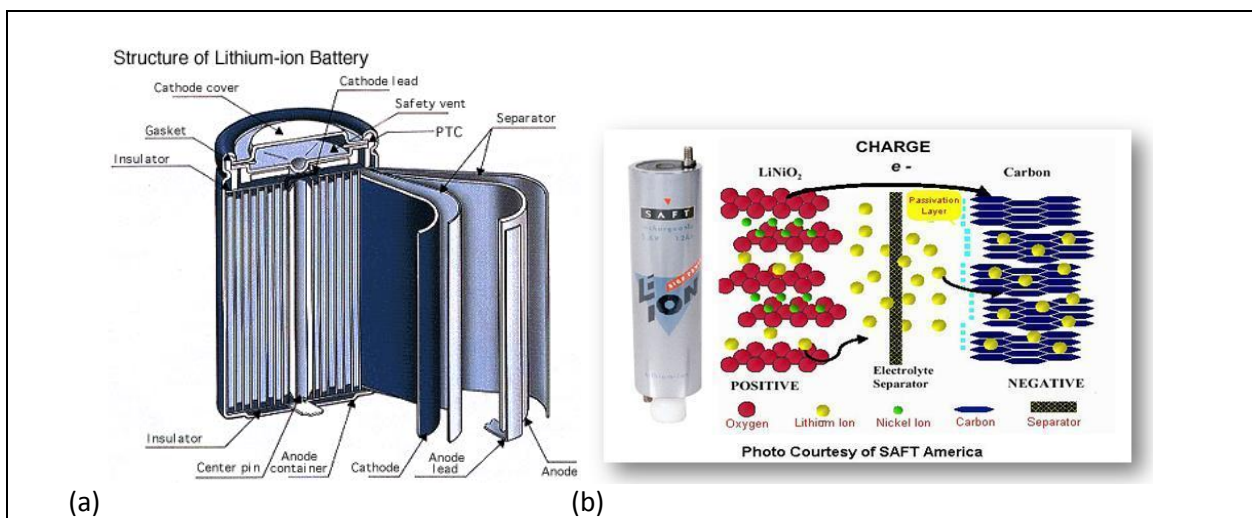 Structure of Lithium-ion Battery
Cathode cover
Cathode lead
Safety vent
PTC
Separator
Gasket
Insulator
Insulator
Center pin
Anode
container
Cathode
Anode
lead
Anode
(a)
CHARGE
e -
LiNiO₂
Carbon
Passivation
Layer
SAFT
LI
ION
POSITIVE
Electrolyte
Separator
NEGATIVE
Oxygen
Lithium Ion
Nickel Ion
Carbon
Separator
Photo Courtesy of SAFT America
(b)